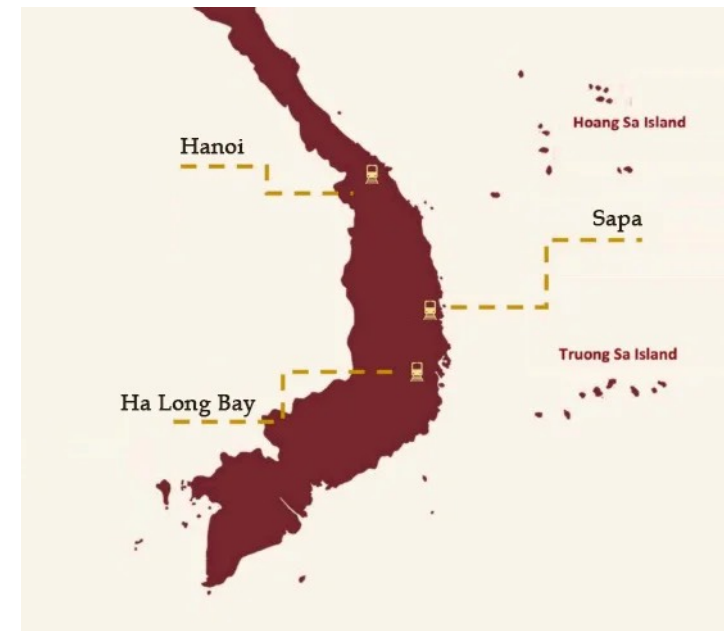 Hoang Sa Island
Hanoi
Sapa
Truong Sa Island
Ha Long Bay